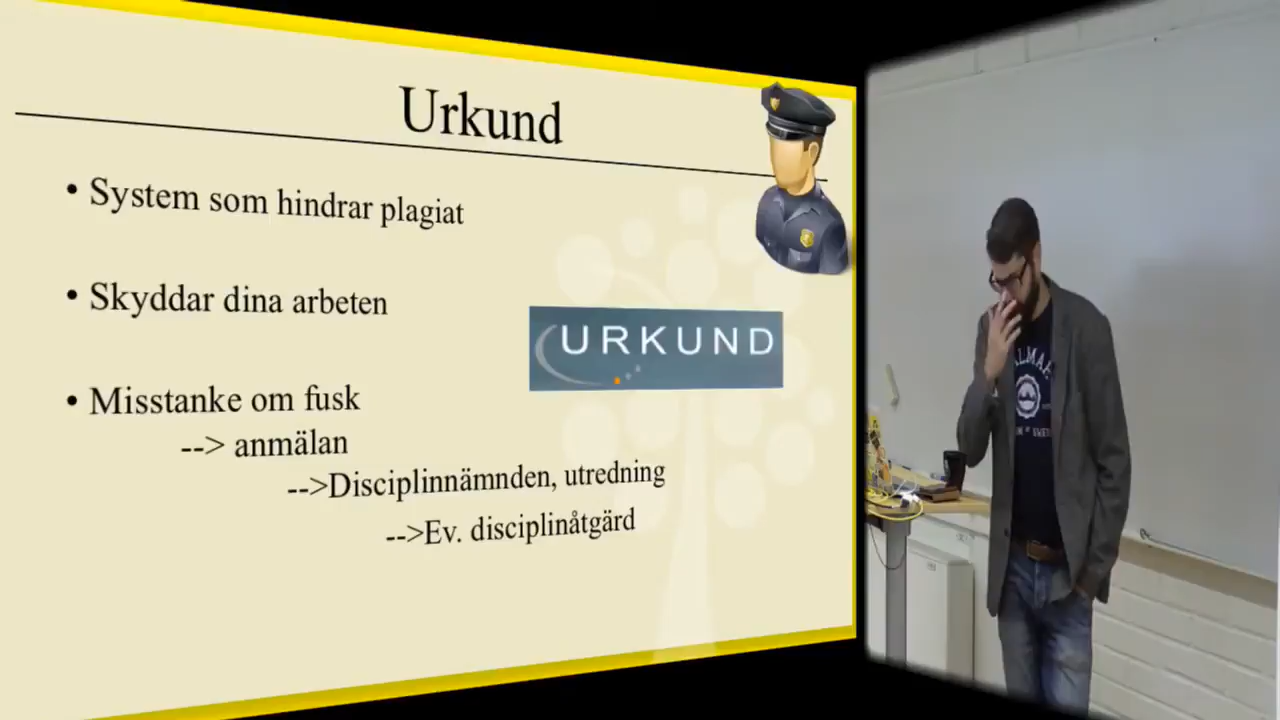 Urkund
• System som hindrar plagiat
• Skyddar dina arbeten
URKUND
• Misstanke om fusk
--> anmälan
-->Disciplinnämnden, utredning
-->Ev. disciplinåtgärd